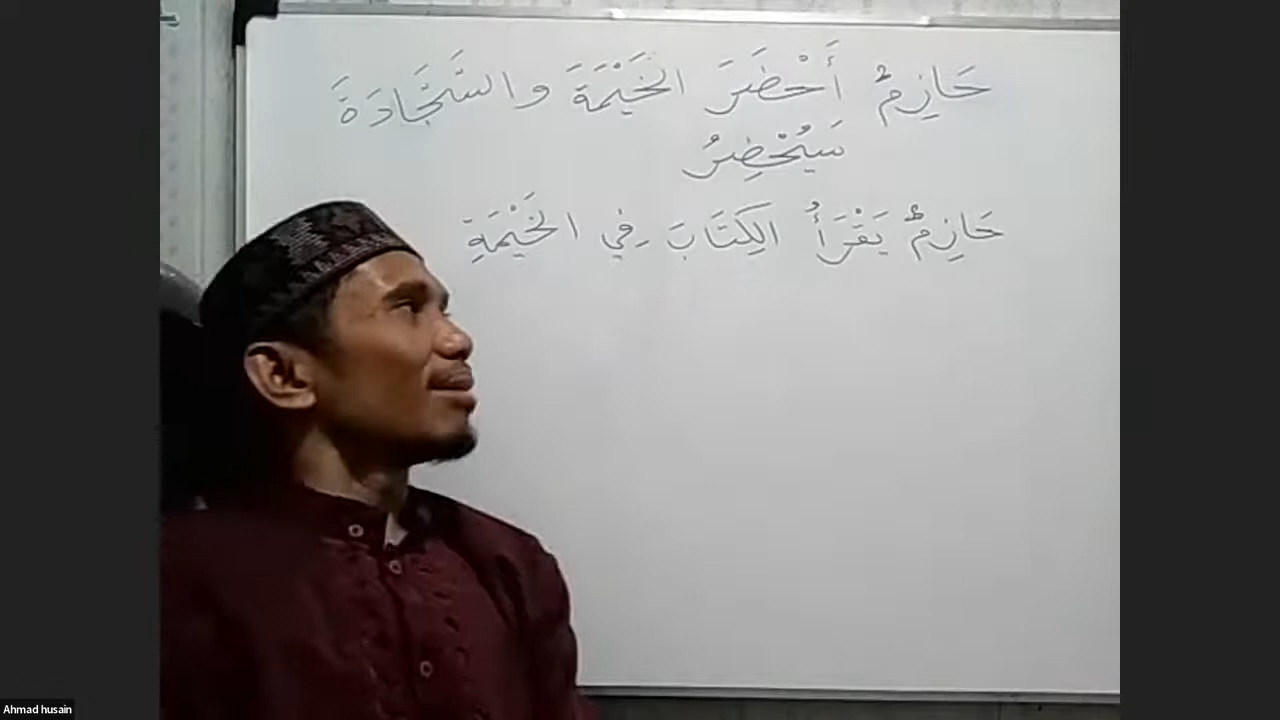 حَازِمٌ أَحْضَرَ الخَيْمَةَ والسَّجَّادَةَ
سَيُحْضِرُ
حَازِمٌ يَقْرَأُ الكِتَابَ فِي الخَيْمَةِ
Ahmad husain